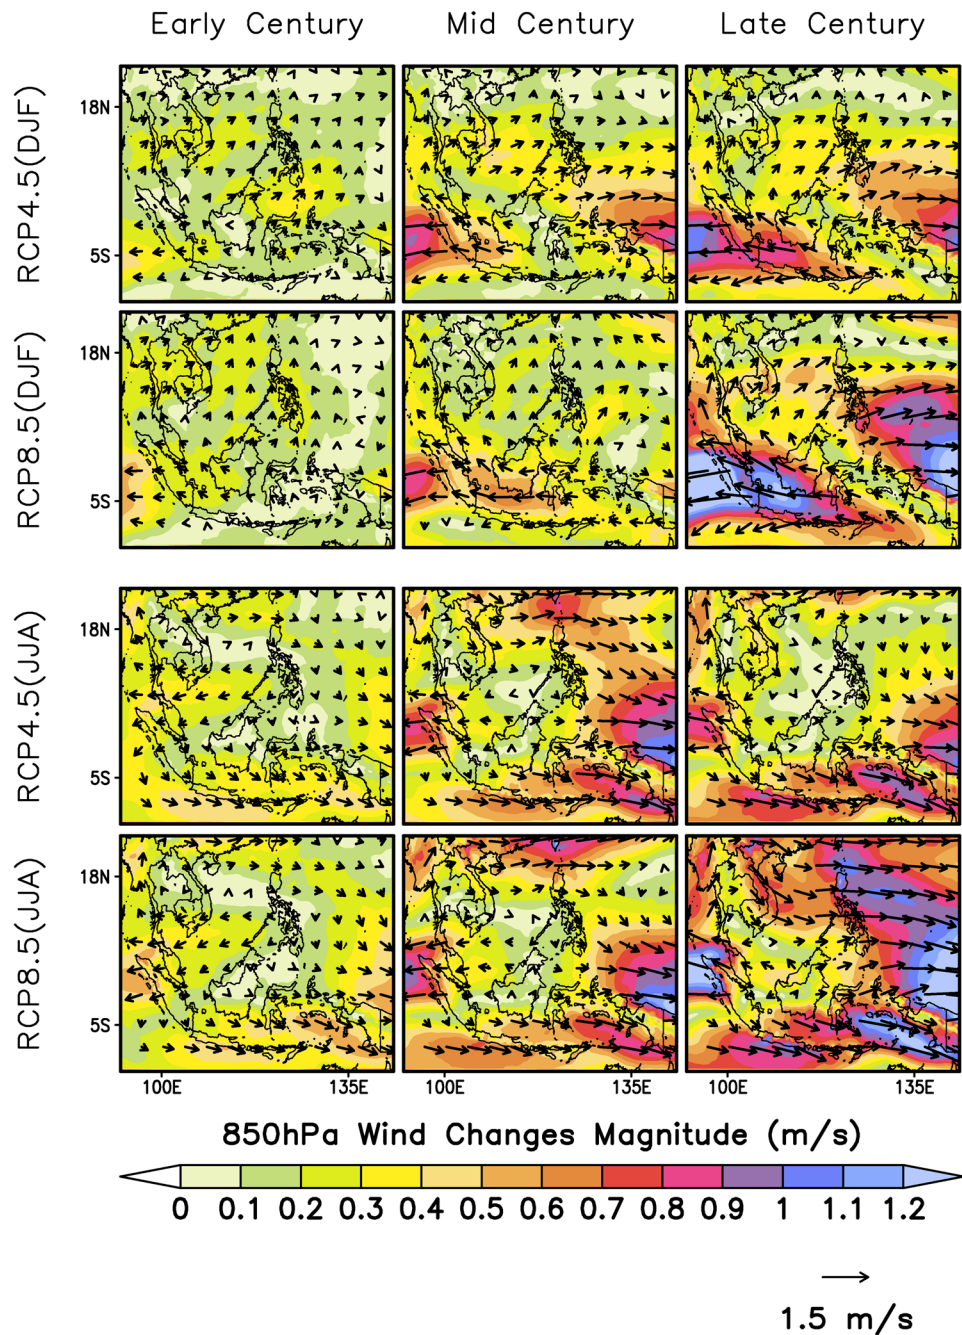 Early Century Mid Century Late Century
RCP4.5(DJF)
18N
5S
RCP8.5(DJF)
18N
5S
RCP4.5(JJA)
18N
5S
RCP8.5(JJA)
18N
5S
100E 135E 100E 135E 100E 135E
850hPa Wind Changes Magnitude (m/s)
0 0.1 0.2 0.3 0.4 0.5 0.6 0.7 0.8 0.9 1 1.1 1.2
1.5 m/s